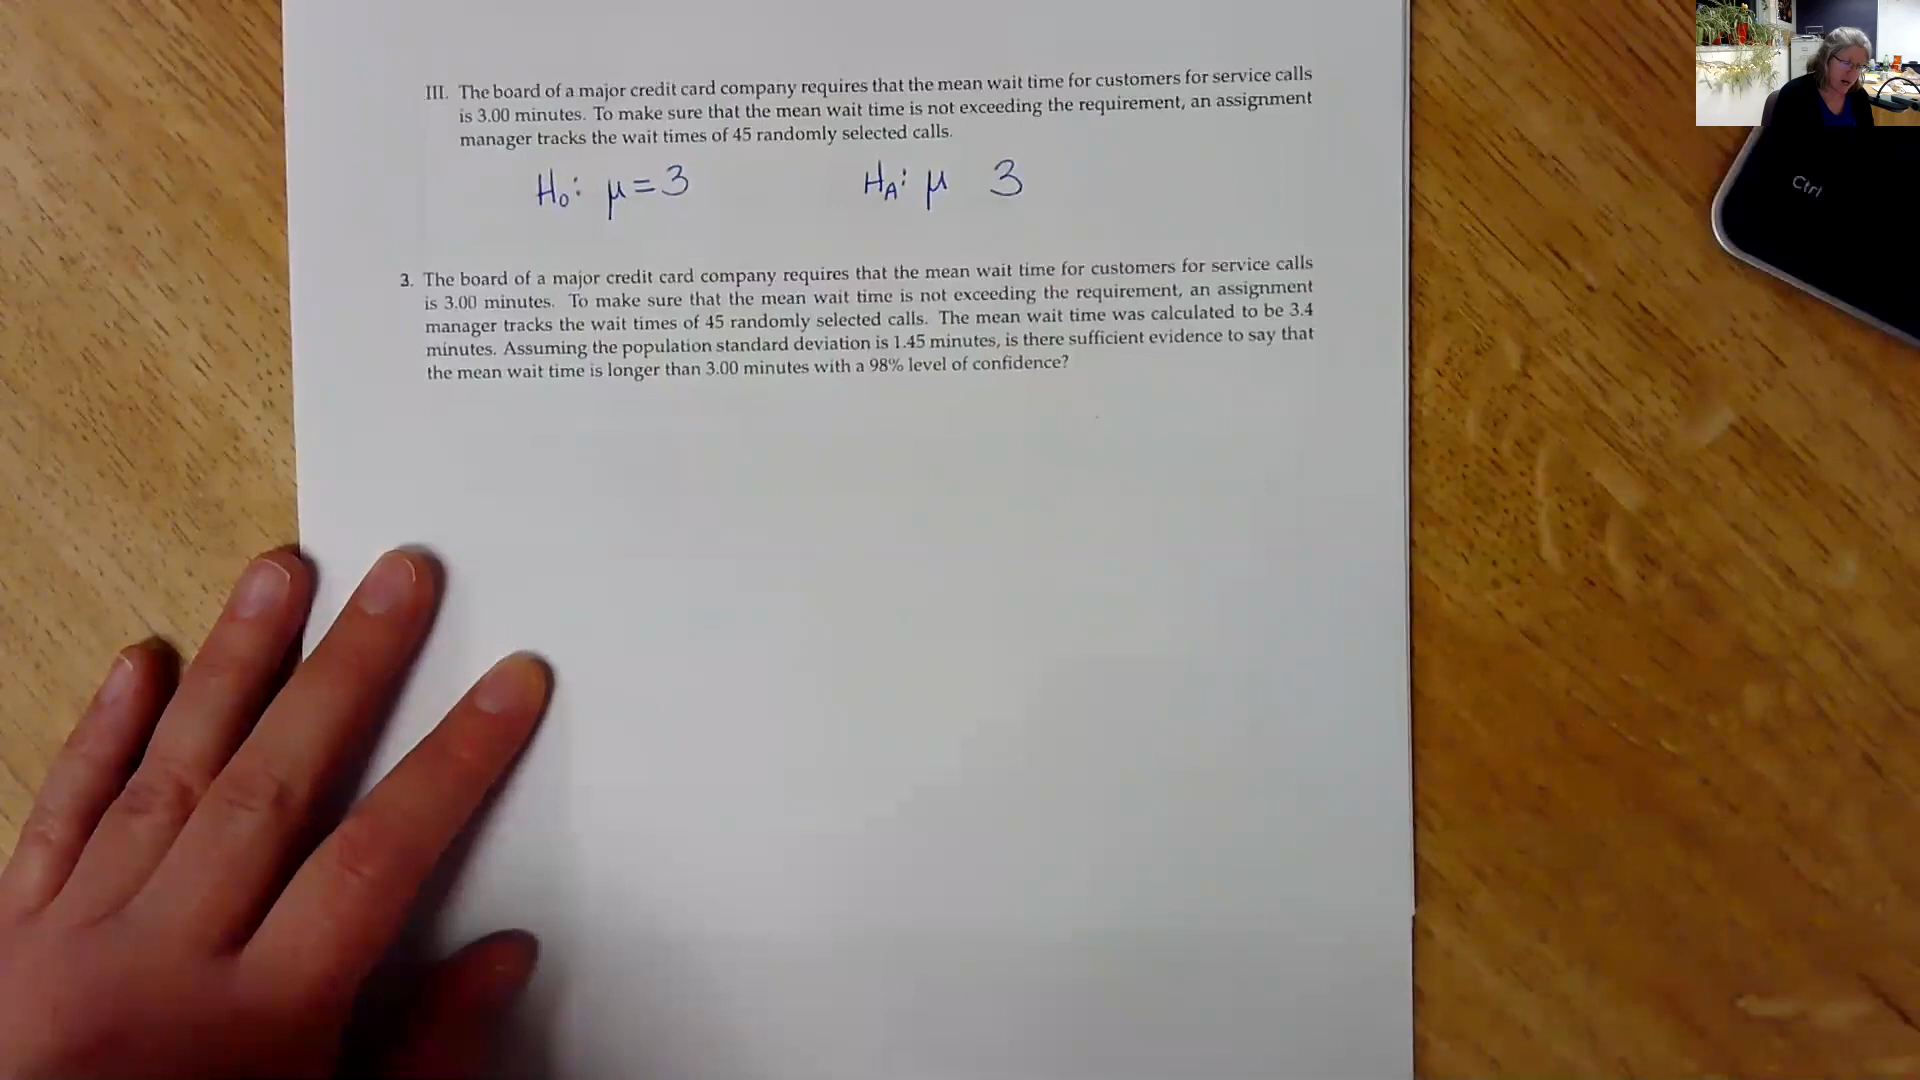 III. The board of a major credit card company requires that the mean wait time for customers for service calls
is 3.00 minutes. To make sure that the mean wait time is not exceeding the requirement, an assignment
manager tracks the wait times of 45 randomly selected calls.
H₀: μ = 3 Hₐ: μ 3
3. The board of a major credit card company requires that the mean wait time for customers for service calls
is 3.00 minutes. To make sure that the mean wait time is not exceeding the requirement, an assignment
manager tracks the wait times of 45 randomly selected calls. The mean wait time was calculated to be 3.4
minutes. Assuming the population standard deviation is 1.45 minutes, is there sufficient evidence to say that
the mean wait time is longer than 3.00 minutes with a 98% level of confidence?
Ctrl